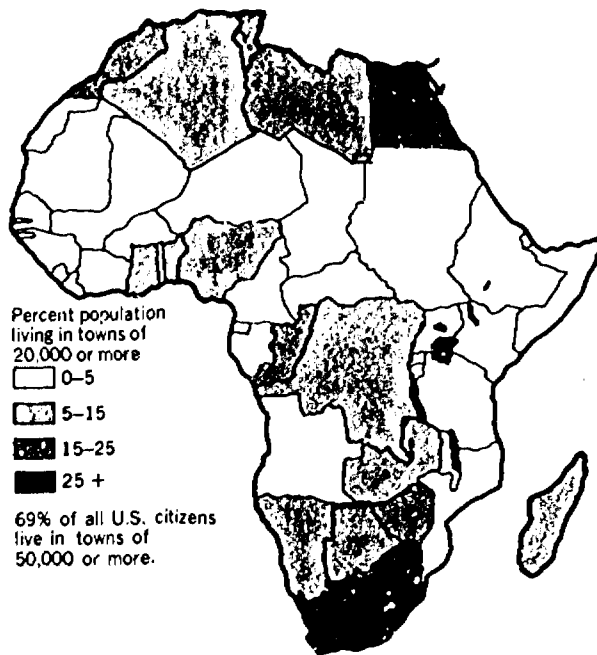 Percent population
living in towns of
20,000 or more
0–5
5–15
15–25
25 +
69% of all U.S. citizens
live in towns of
50,000 or more.